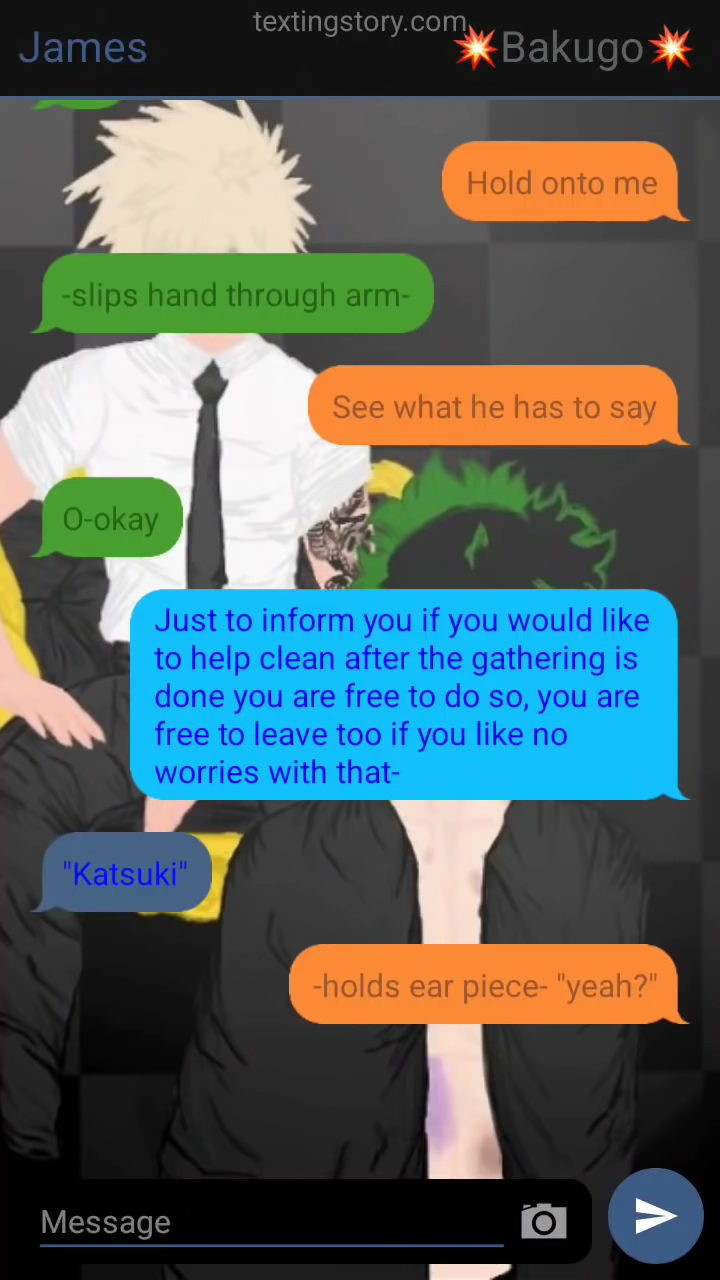 textingstory.com
James
💥Bakugo💥
Hold onto me
-slips hand through arm-
See what he has to say
O-okay
Just to inform you if you would like
to help clean after the gathering is
done you are free to do so, you are
free to leave too if you like no
worries with that-
"Katsuki"
-holds ear piece- "yeah?"
Message